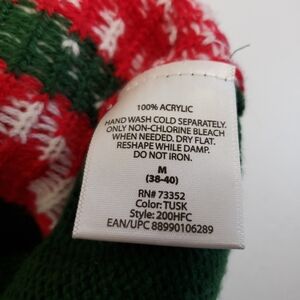 100% ACRYLIC
HAND WASH COLD SEPARATELY.
ONLY NON-CHLORINE BLEACH
WHEN NEEDED. DRY FLAT.
RESHAPE WHILE DAMP.
DO NOT IRON.
M
(38-40)
RN# 73352
Color: TUSK
Style: 200HFC
EAN/UPC 88990106289